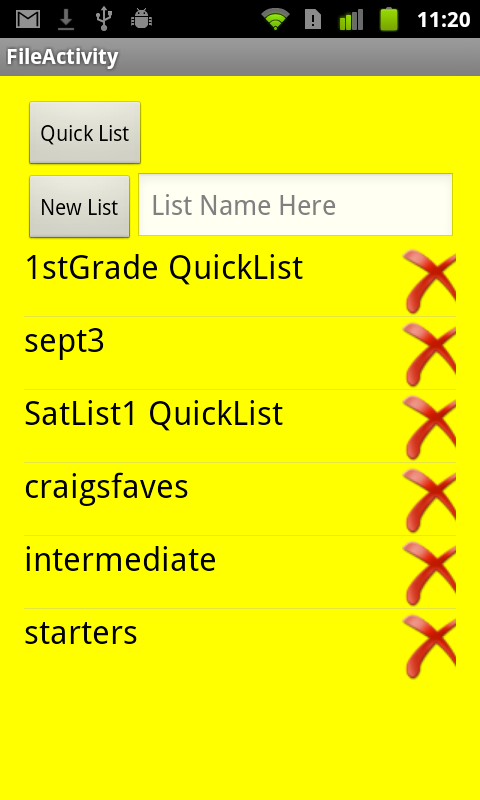 11:20
FileActivity
Quick List
New List List Name Here
1stGrade QuickList
sept3
SatList1 QuickList
craigsfaves
intermediate
starters